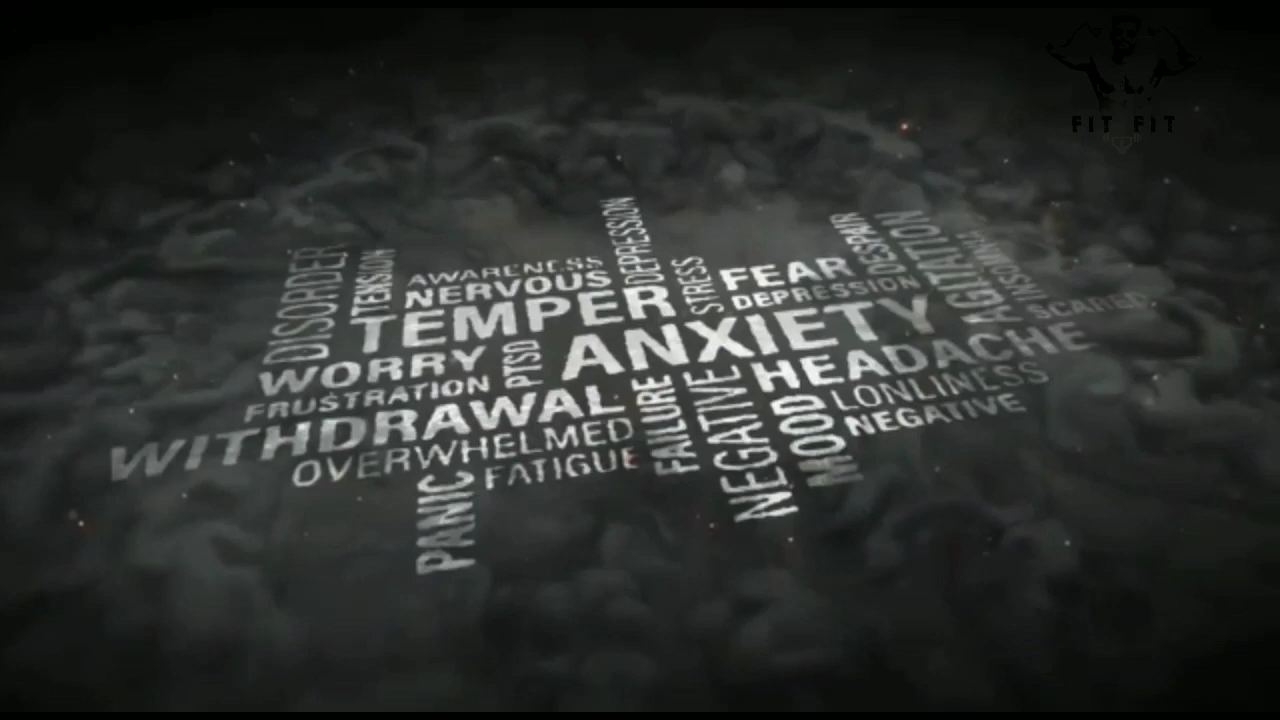 FIT FIT
DEPRESSION
DISORDER
TENSION
AWARENESS
NERVOUS
TEMPER
STRESS
FEAR
DESPAIR
DEPRESSION
AGITATION
INSOMNIA
SCARED
WORRY
PTSD
ANXIETY
HEADACHE
FRUSTRATION
WITHDRAWAL
FAILURE
NEGATIVE
MOOD
LONLINESS
NEGATIVE
OVERWHELMED
FATIGUE
PANIC